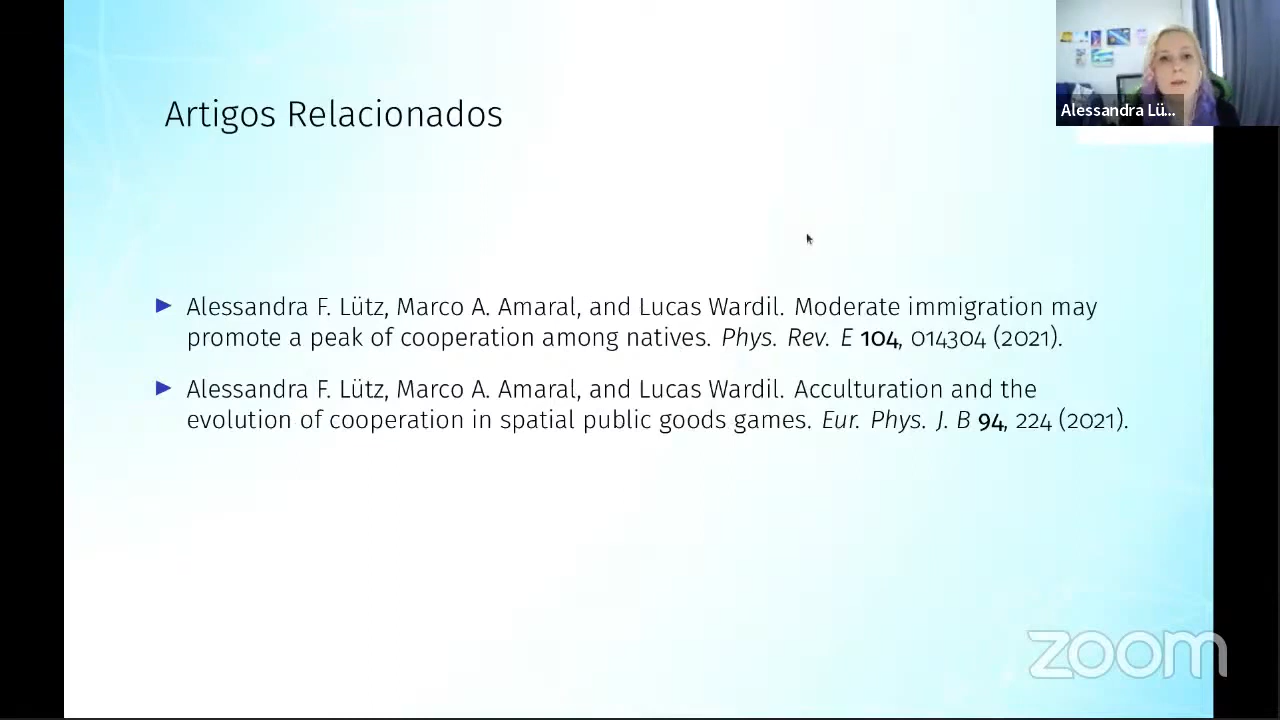 Artigos Relacionados
Alessandra Lü...
▶ Alessandra F. Lütz, Marco A. Amaral, and Lucas Wardil. Moderate immigration may
promote a peak of cooperation among natives. Phys. Rev. E 104, 014304 (2021).
▶ Alessandra F. Lütz, Marco A. Amaral, and Lucas Wardil. Acculturation and the
evolution of cooperation in spatial public goods games. Eur. Phys. J. B 94, 224 (2021).
zoom